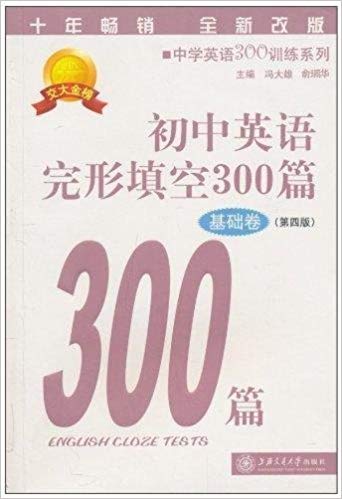 十年畅销 全新改版
■中学英语300训练系列
交大金榜
主编 冯大雄 俞珊华
初中英语
完形填空300篇
基础卷 (第四版)
300
篇
ENGLISH CLOZE TESTS
上海交通大学出版社